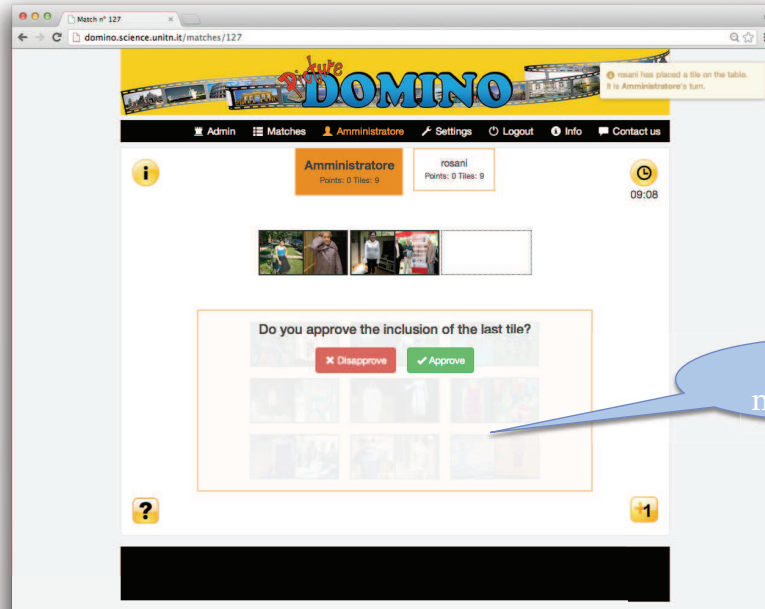 Match n° 127
domino.science.unitn.it/matches/127
Picture
DOMINO
rosani has placed a tile on the table.
It is Amministratore's turn.
Admin Matches Amministratore Settings Logout Info Contact us
i
Amministratore
Points: 0 Tiles: 9
rosani
Points: 0 Tiles: 9
09:08
Do you approve the inclusion of the last tile?
Disapprove Approve
?
+1